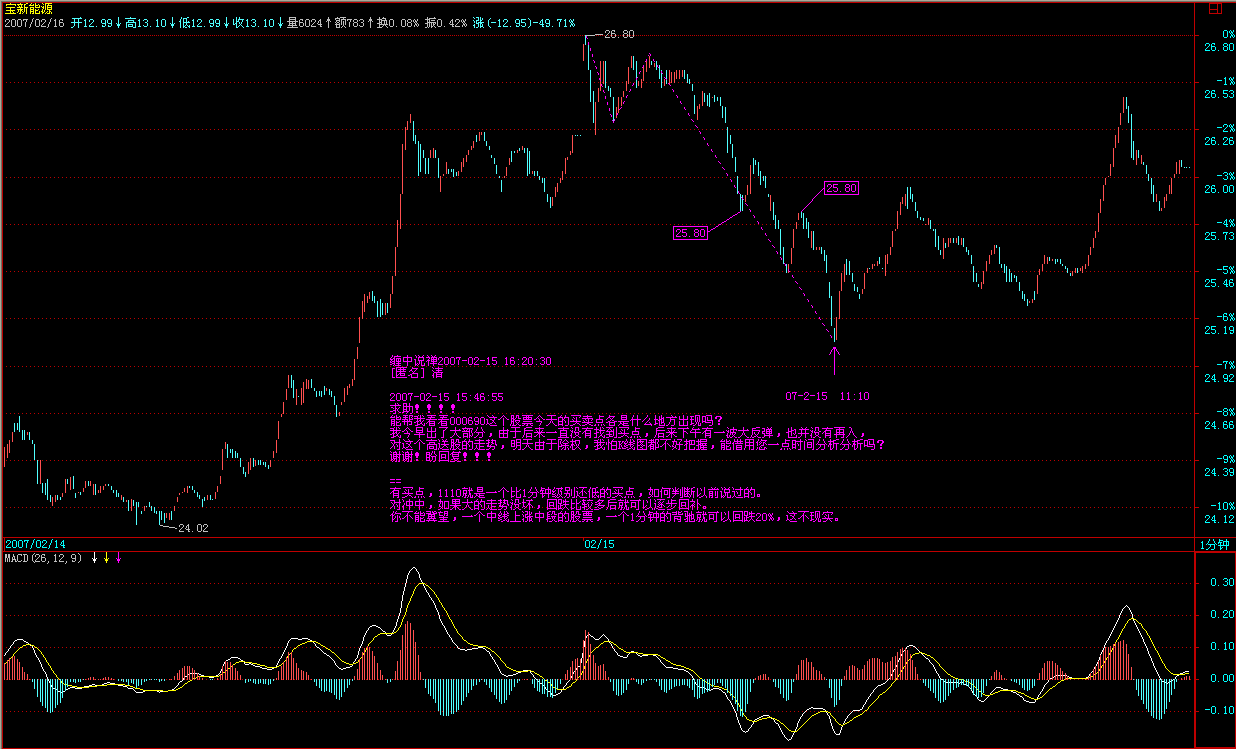 宝新能源
2007/02/16 开12.99↓高13.10↓低12.99↓收13.10↓量6024↑额783↑换0.08% 振0.42% 涨(-12.95)-49.71%
26.80
0%
26.80
-1%
26.53
-2%
26.26
-3%
26.00
25.80
25.80
-4%
25.73
-5%
25.46
-6%
25.19
-7%
24.92
-8%
24.66
-9%
24.39
-10%
24.12
缠中说禅2007-02-15 16:20:30
[匿名] 清
2007-02-15 15:46:55
07-2-15 11:10
求助！！！！
能帮我看看000690这个股票今天的买卖点各是什么地方出现吗？
我今早出了大部分，由于后来一直没有找到买点，后来下午有一波大反弹，也并没有再入，
对这个高送股的走势，明天由于除权，我怕K线图都不好把握，能借用您一点时间分析分析吗？
谢谢！盼回复！！！
==
有买点，1110就是一个比1分钟级别还低的买点，如何判断以前说过的。
对冲中，如果大的走势没坏，回跌比较多后就可以逐步回补。
你不能冀望，一个中线上涨中段的股票，一个1分钟的背驰就可以回跌20%，这不现实。
24.02
2007/02/14
02/15
1分钟
MACD(26,12,9) ↓ ↓ ↓
0.30
0.20
0.10
0.00
-0.10